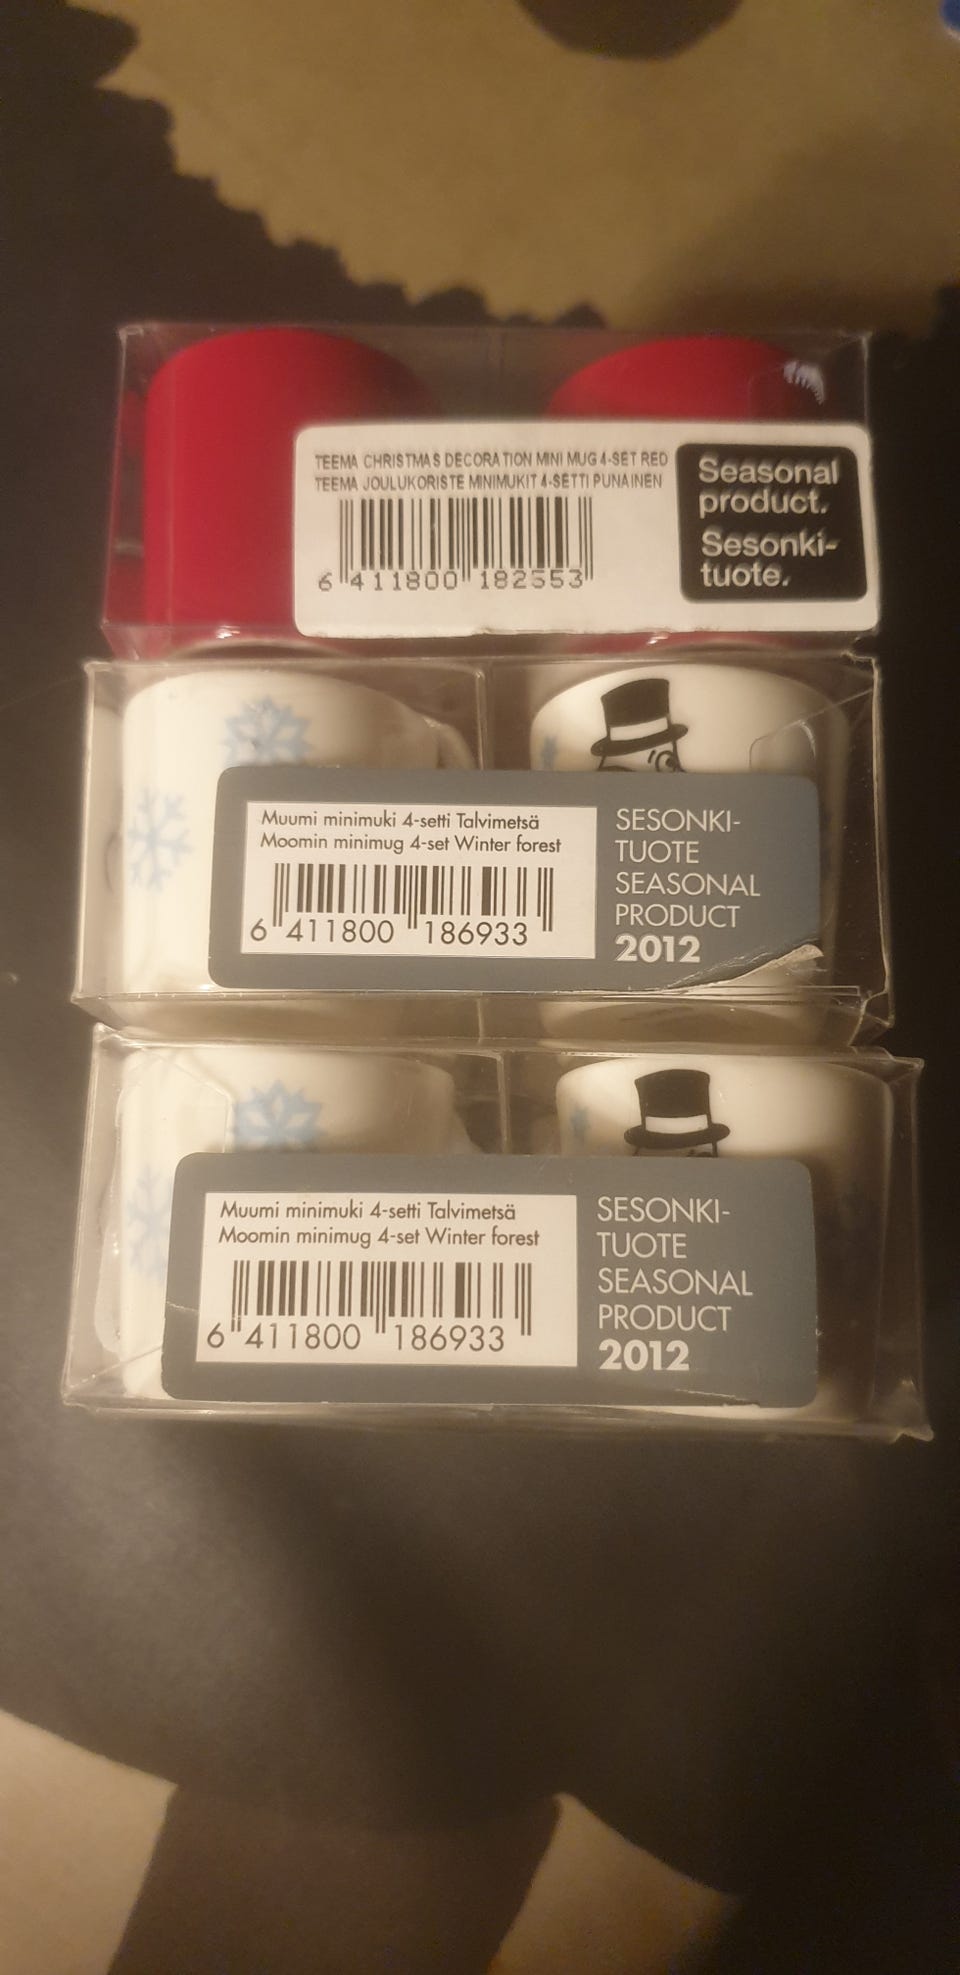 TEEMA CHRISTMAS DECORATION MINI MUG 4-SET RED
TEEMA JOULUKORISTE MINIMUKIT 4-SETTI PUNAINEN
6 411800 182553
Seasonal
product.
Sesonki-
tuote.
Muumi minimuki 4-setti Talvimetsä
Moomin minimug 4-set Winter forest
6 411800 186933
SESONKI-
TUOTE
SEASONAL
PRODUCT
2012
Muumi minimuki 4-setti Talvimetsä
Moomin minimug 4-set Winter forest
6 411800 186933
SESONKI-
TUOTE
SEASONAL
PRODUCT
2012